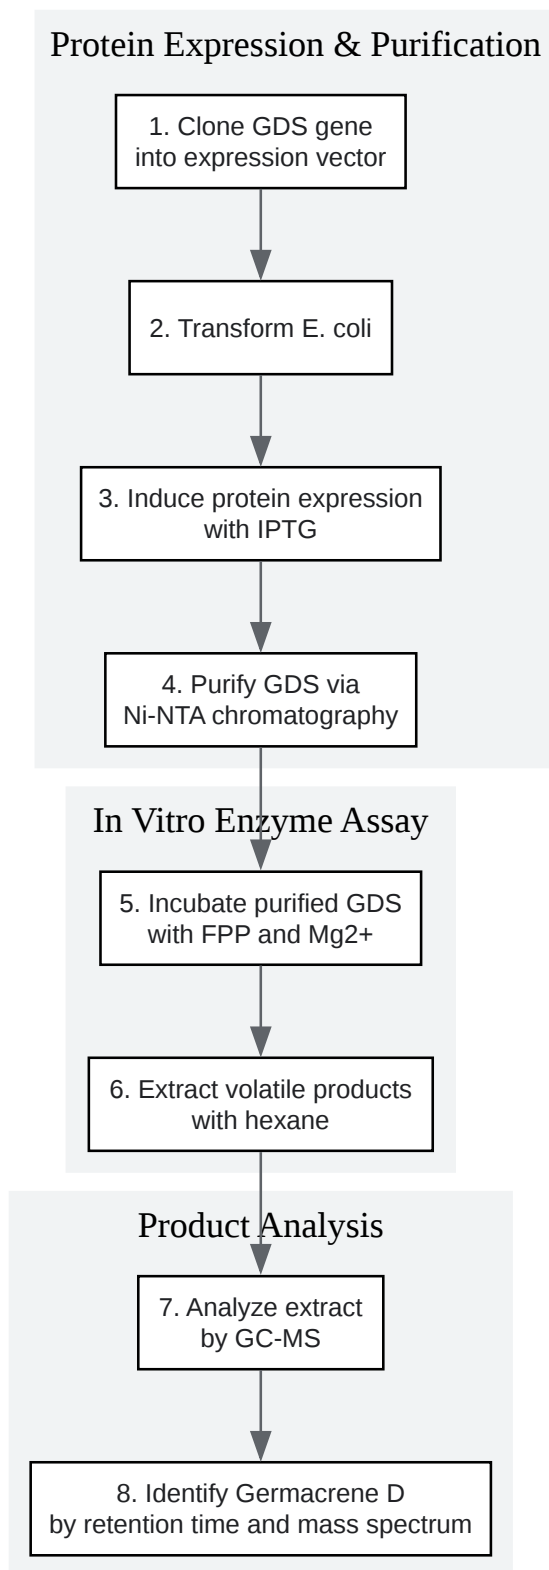 Protein Expression & Purification
1. Clone GDS gene
into expression vector
2. Transform E. coli
3. Induce protein expression
with IPTG
4. Purify GDS via
Ni-NTA chromatography
In Vitro Enzyme Assay
5. Incubate purified GDS
with FPP and Mg2+
6. Extract volatile products
with hexane
Product Analysis
7. Analyze extract
by GC-MS
8. Identify Germacrene D
by retention time and mass spectrum